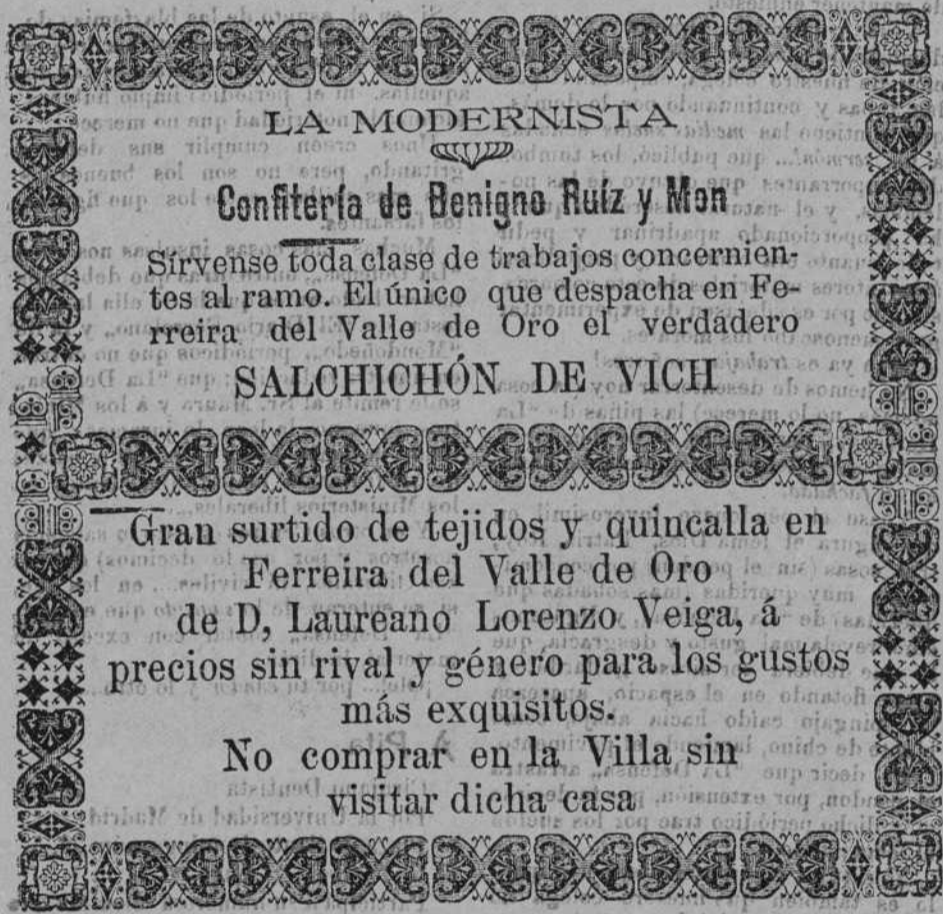 LA MODERNISTA
Confitería de Benigno Ruíz y Mon
Sírvense toda clase de trabajos concernien-
tes al ramo. El único que despacha en Fe-
rreira del Valle de Oro el verdadero
SALCHICHÓN DE VICH
Gran surtido de tejidos y quincalla en
Ferreira del Valle de Oro
de D, Laureano Lorenzo Veiga, á
precios sin rival y género para los gustos
más exquisitos.
No comprar en la Villa sin
visitar dicha casa